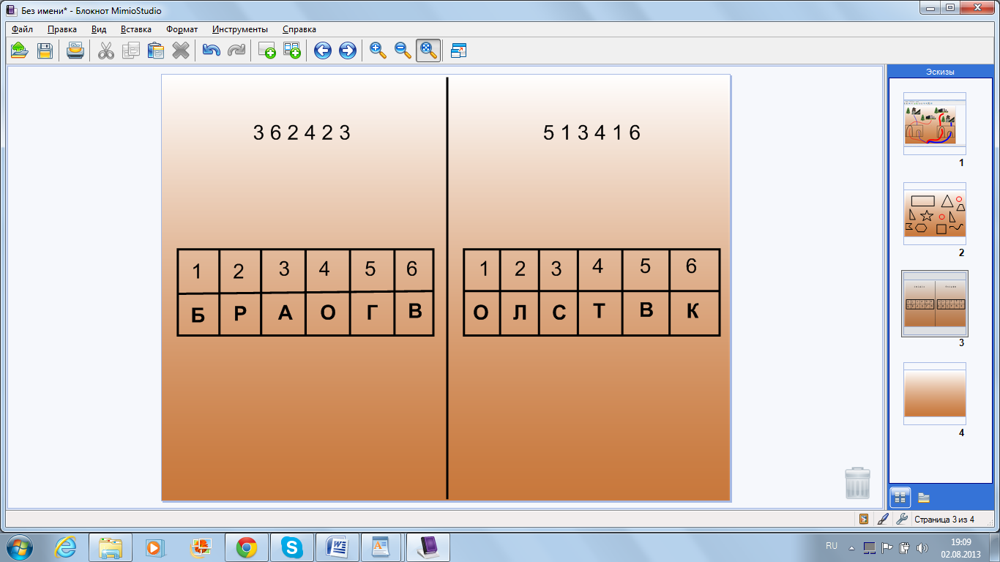 Без имени* - Блокнот MimioStudio
Файл Правка Вид Вставка Формат Инструменты Справка
Эскизы
3 6 2 4 2 3
1 2 3 4 5 6
Б Р А О Г В
5 1 3 4 1 6
1 2 3 4 5 6
О Л С Т В К
1
2
3
4
Страница 3 из 4
RU
19:09
02.08.2013